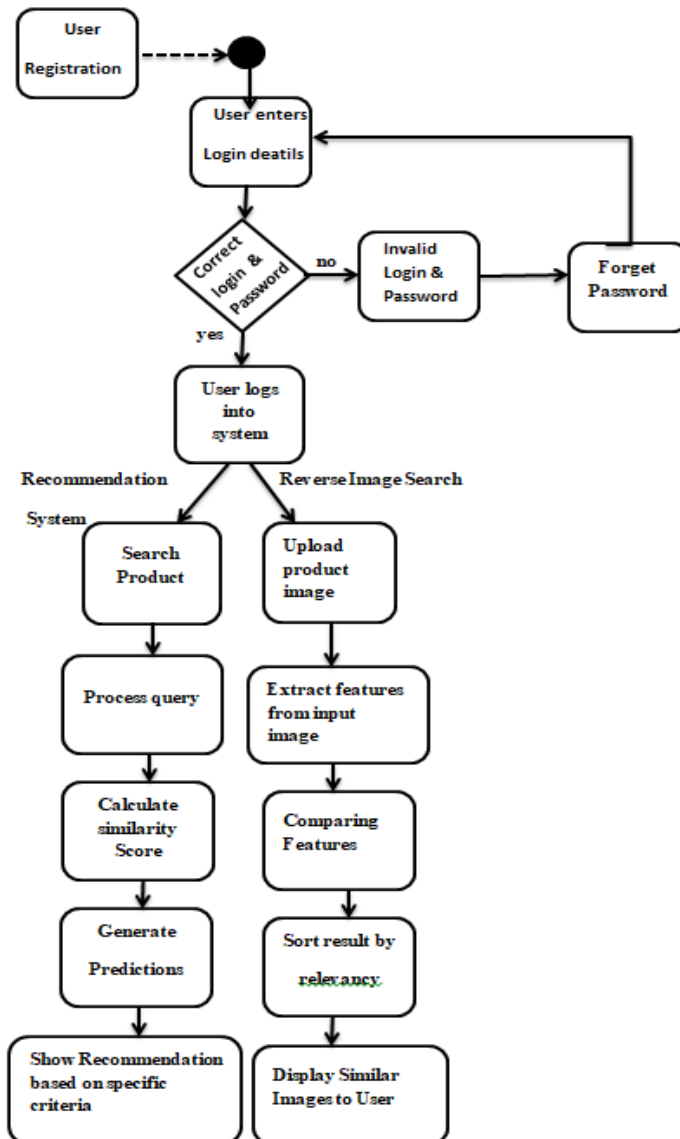 User
Registration
User enters
Login deatils
Correct
login &
Password
no
Invalid
Login &
Password
Forget
Password
yes
User logs
into
system
Recommendation
System
Reverse Image Search
Search
Product
Upload
product
image
Process query
Extract features
from input
image
Calculate
similarity
Score
Comparing
Features
Generate
Predictions
Sort result by
relevancy
Show Recommendation
based on specific
criteria
Display Similar
Images to User